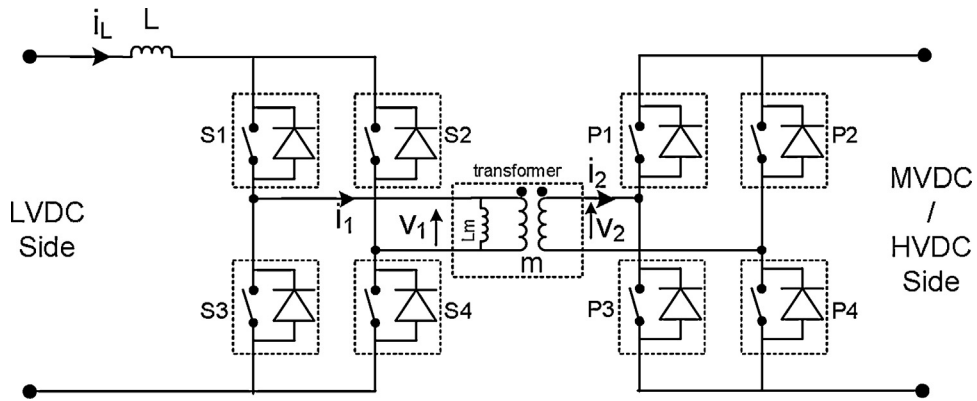 iL
L
S1
S2
P1
P2
transformer
i2
LVDC
Side
i1
v1
Lm
m
v2
MVDC
/
HVDC
Side
S3
S4
P3
P4